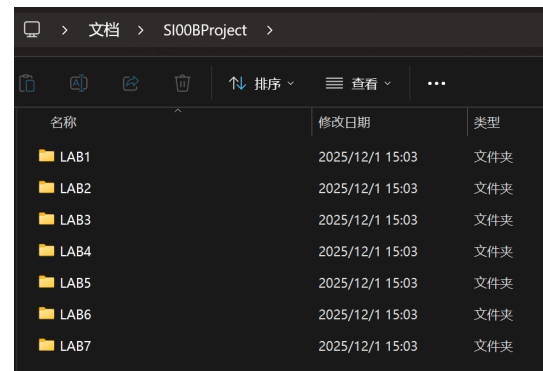 文档 SI00BProject
排序 查看
名称 修改日期 类型
LAB1 2025/12/1 15:03 文件夹
LAB2 2025/12/1 15:03 文件夹
LAB3 2025/12/1 15:03 文件夹
LAB4 2025/12/1 15:03 文件夹
LAB5 2025/12/1 15:03 文件夹
LAB6 2025/12/1 15:03 文件夹
LAB7 2025/12/1 15:03 文件夹